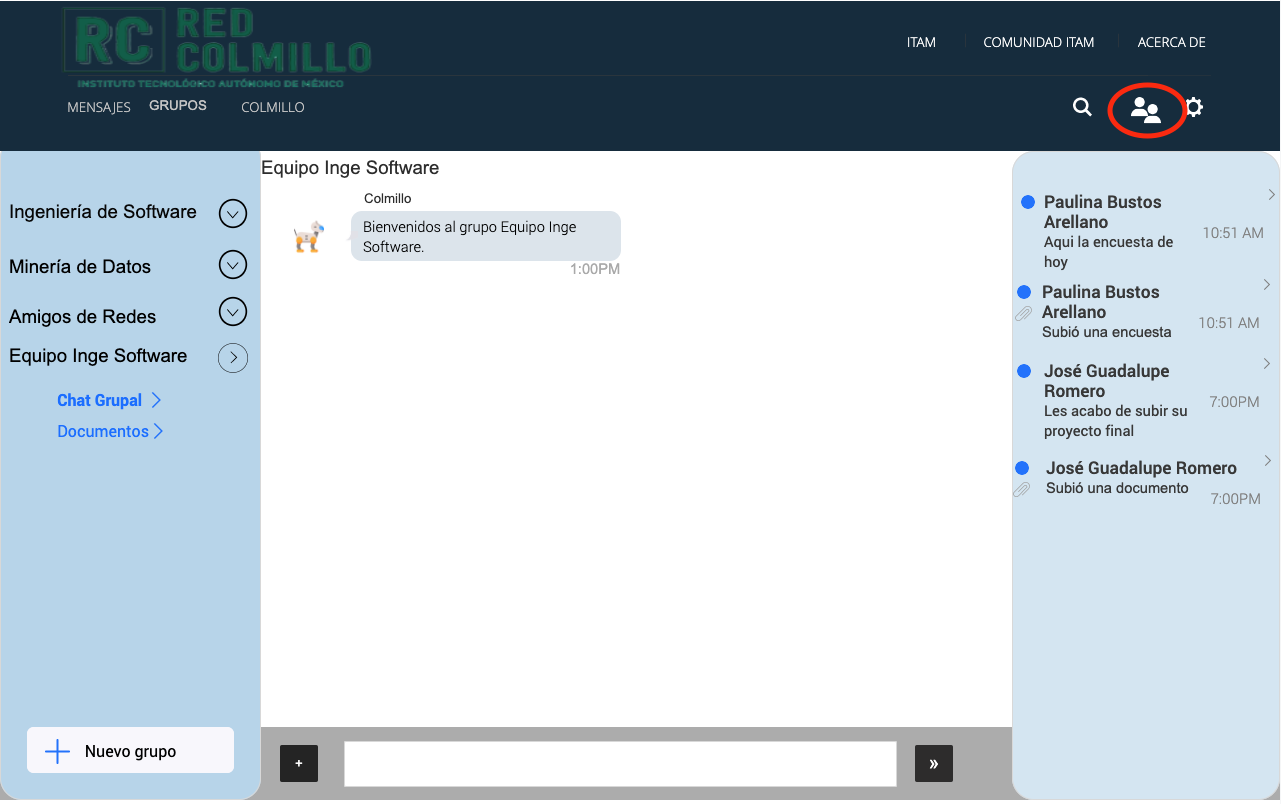 RC RED
COLMILLO
INSTITUTO TECNOLÓGICO AUTÓNOMO DE MÉXICO
ITAM
COMUNIDAD ITAM
ACERCA DE
MENSAJES
GRUPOS
COLMILLO
Ingeniería de Software
Minería de Datos
Amigos de Redes
Equipo Inge Software
Chat Grupal
Documentos
Nuevo grupo
Equipo Inge Software
Colmillo
Bienvenidos al grupo Equipo Inge
Software.
1:00PM
+
»
Paulina Bustos
Arellano
10:51 AM
Aqui la encuesta de
hoy
Paulina Bustos
Arellano
10:51 AM
Subió una encuesta
José Guadalupe
Romero
7:00PM
Les acabo de subir su
proyecto final
José Guadalupe Romero
Subió una documento
7:00PM